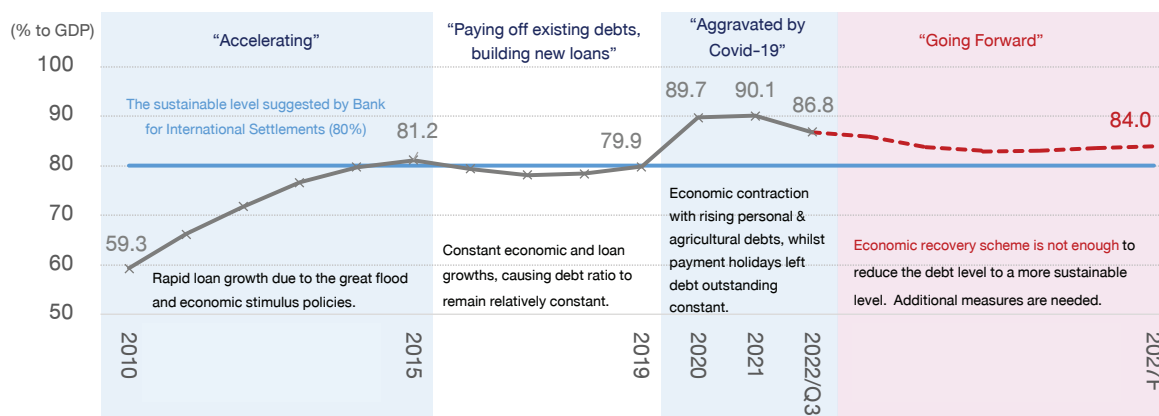 (% to GDP)
“Accelerating”
“Paying off existing debts,
building new loans”
“Aggravated by
Covid-19”
“Going Forward”
100
90
80
70
60
50
The sustainable level suggested by Bank
for International Settlements (80%)
59.3
81.2
79.9
89.7
90.1
86.8
84.0
Rapid loan growth due to the great flood
and economic stimulus policies.
Constant economic and loan
growths, causing debt ratio to
remain relatively constant.
Economic contraction
with rising personal &
agricultural debts, whilst
payment holidays left
debt outstanding
constant.
Economic recovery scheme is not enough to
reduce the debt level to a more sustainable
level. Additional measures are needed.
2010
2015
2019
2020
2021
2022/Q3
2027F